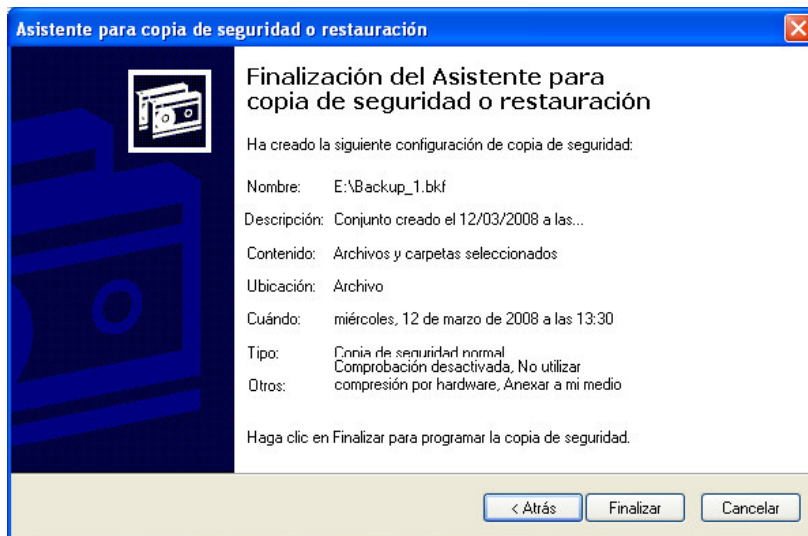 Asistente para copia de seguridad o restauración
Finalización del Asistente para
copia de seguridad o restauración
Ha creado la siguiente configuración de copia de seguridad:
Nombre: E:\Backup_1.bkf
Descripción: Conjunto creado el 12/03/2008 a las...
Contenido: Archivos y carpetas seleccionados
Ubicación: Archivo
Cuándo: miércoles, 12 de marzo de 2008 a las 13:30
Tipo: Copia de seguridad normal
Comprobación desactivada, No utilizar
Otros: compresión por hardware, Anexar a mi medio
Haga clic en Finalizar para programar la copia de seguridad.
< Atrás Finalizar Cancelar